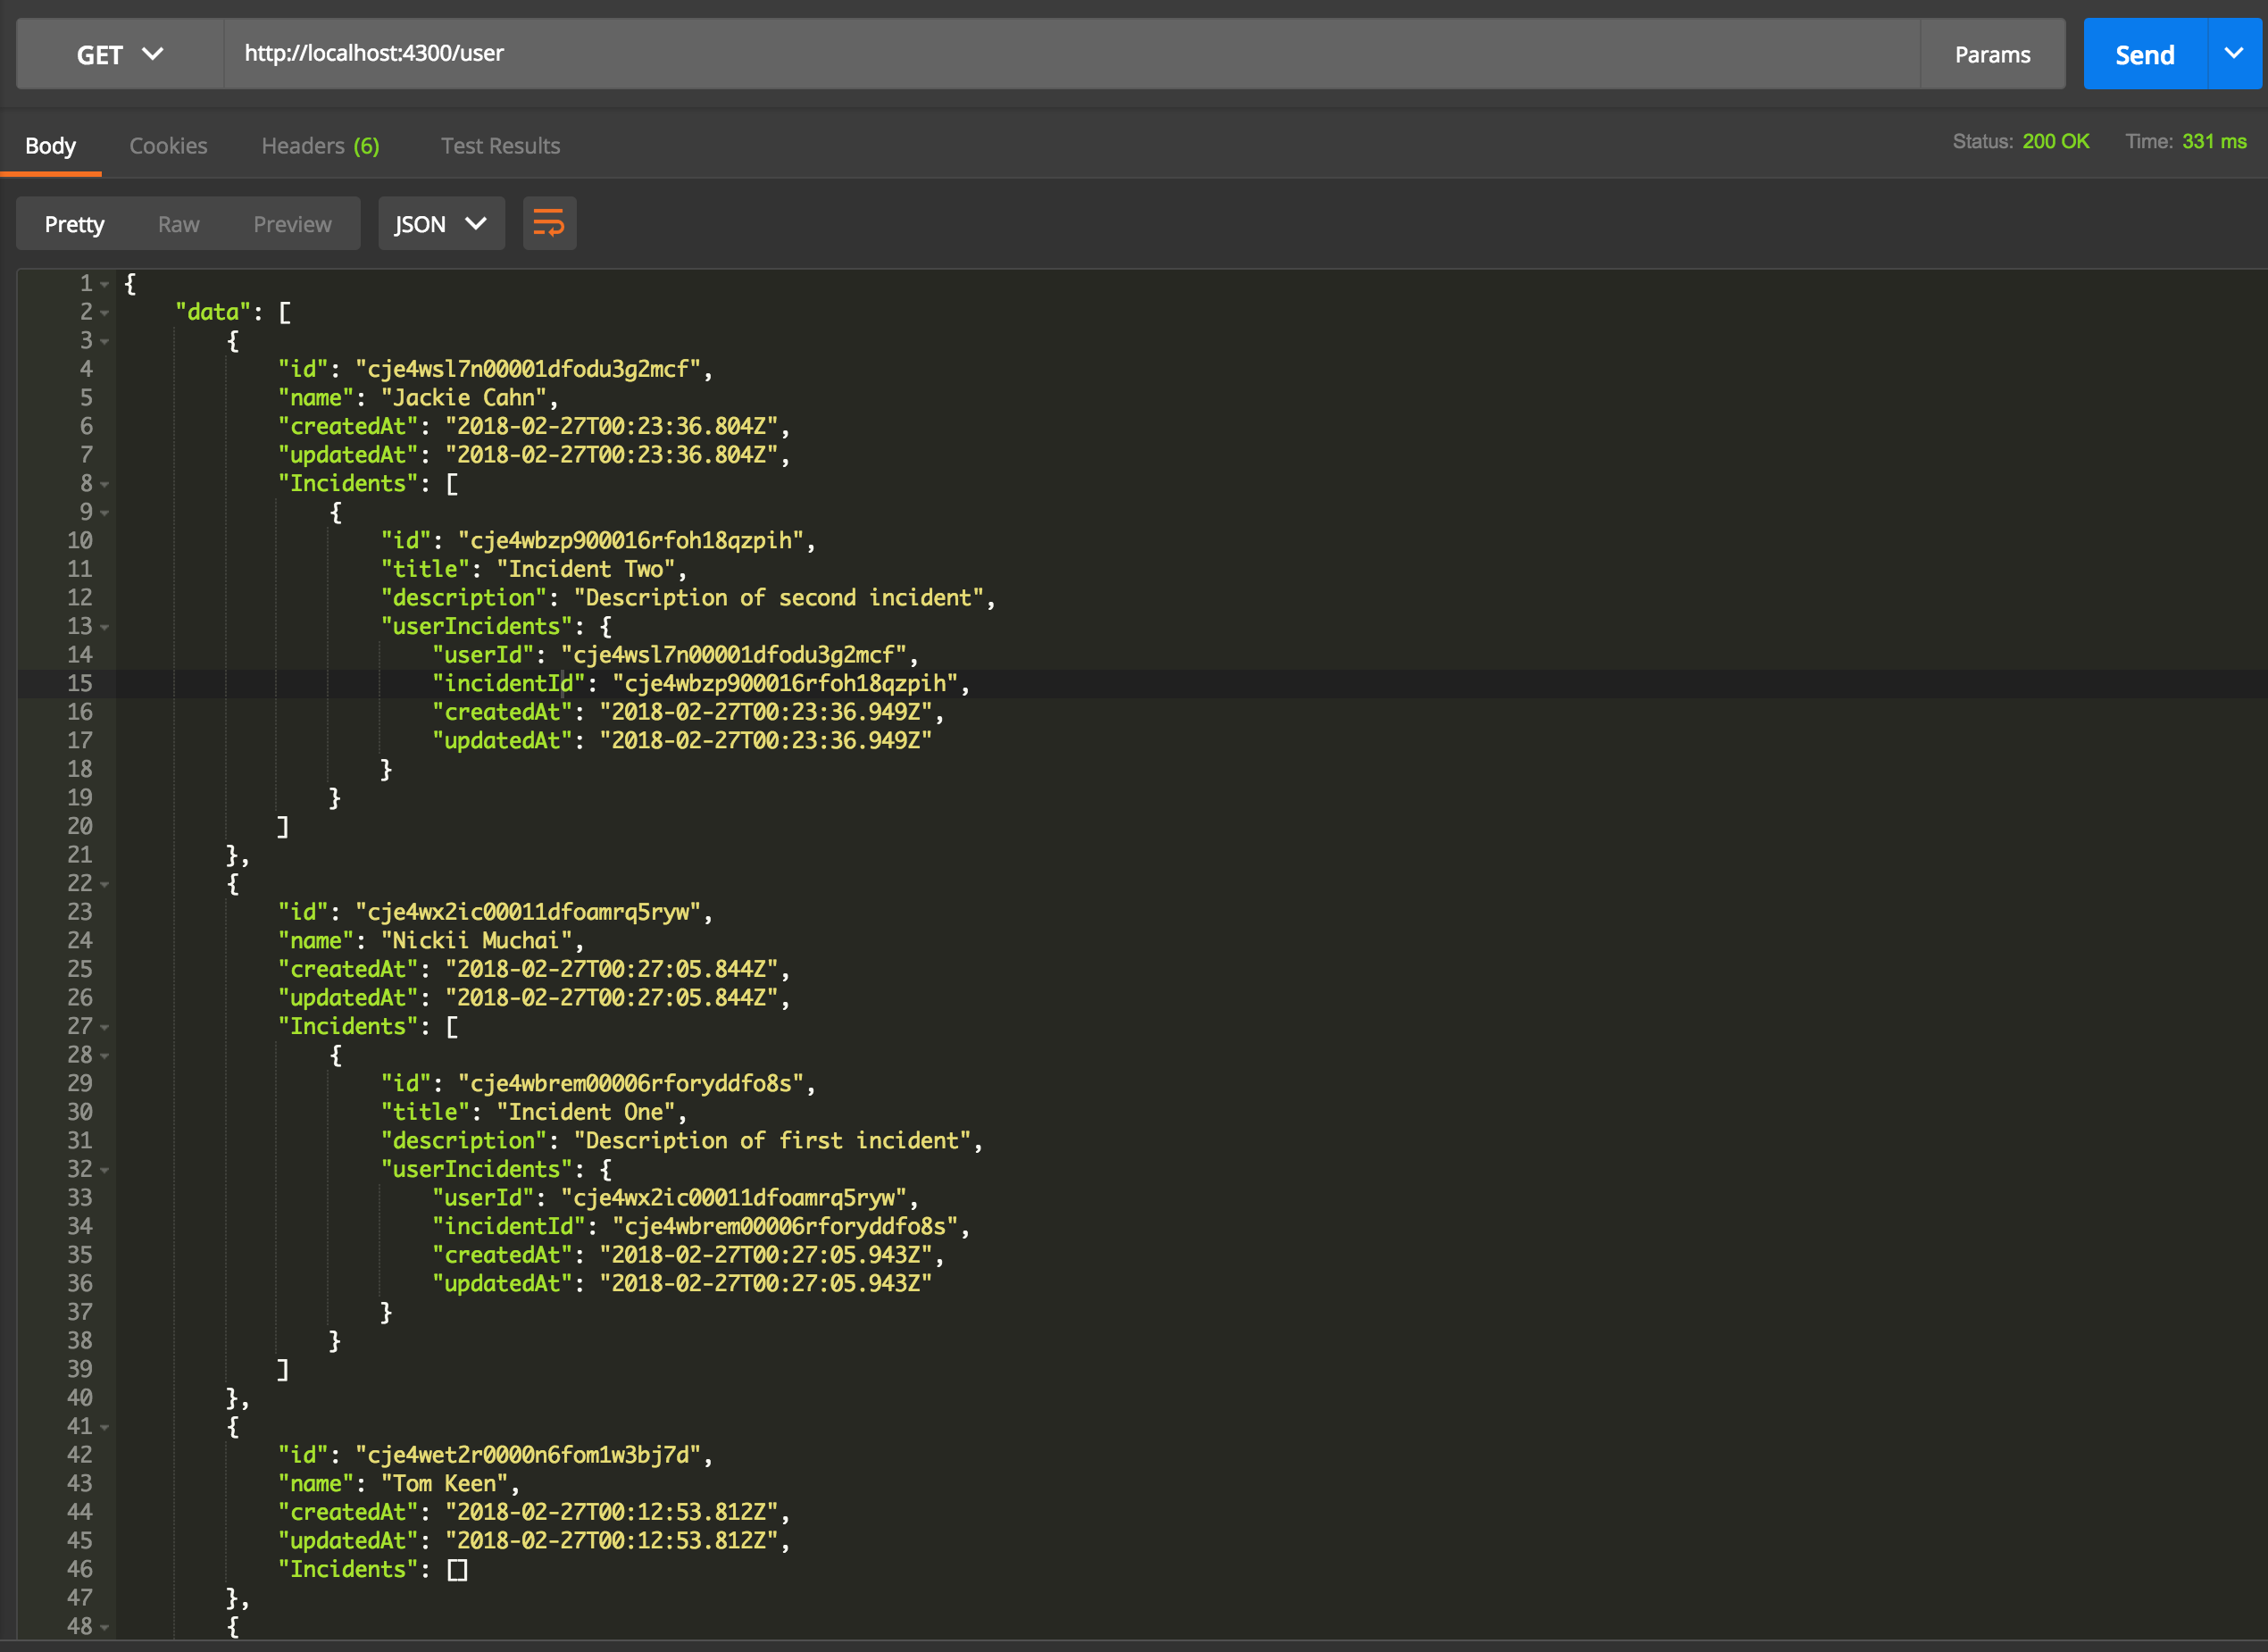 GET http://localhost:4300/user Params Send
Body Cookies Headers (6) Test Results Status: 200 OK Time: 331 ms
Pretty Raw Preview JSON
1 {
2 "data": [
3 {
4 "id": "cje4wsl7n00001dfodu3g2mcf",
5 "name": "Jackie Cahn",
6 "createdAt": "2018-02-27T00:23:36.804Z",
7 "updatedAt": "2018-02-27T00:23:36.804Z",
8 "Incidents": [
9 {
10 "id": "cje4wbzp900016rfoh18qzpih",
11 "title": "Incident Two",
12 "description": "Description of second incident",
13 "userIncidents": {
14 "userId": "cje4wsl7n00001dfodu3g2mcf",
15 "incidentId": "cje4wbzp900016rfoh18qzpih",
16 "createdAt": "2018-02-27T00:23:36.949Z",
17 "updatedAt": "2018-02-27T00:23:36.949Z"
18 }
19 }
20 ]
21 },
22 {
23 "id": "cje4wx2ic00011dfoamrq5ryw",
24 "name": "Nickii Muchai",
25 "createdAt": "2018-02-27T00:27:05.844Z",
26 "updatedAt": "2018-02-27T00:27:05.844Z",
27 "Incidents": [
28 {
29 "id": "cje4wbrem00006rforyddfo8s",
30 "title": "Incident One",
31 "description": "Description of first incident",
32 "userIncidents": {
33 "userId": "cje4wx2ic00011dfoamrq5ryw",
34 "incidentId": "cje4wbrem00006rforyddfo8s",
35 "createdAt": "2018-02-27T00:27:05.943Z",
36 "updatedAt": "2018-02-27T00:27:05.943Z"
37 }
38 }
39 ]
40 },
41 {
42 "id": "cje4wet2r0000n6fom1w3bj7d",
43 "name": "Tom Keen",
44 "createdAt": "2018-02-27T00:12:53.812Z",
45 "updatedAt": "2018-02-27T00:12:53.812Z",
46 "Incidents": []
47 },
48 {